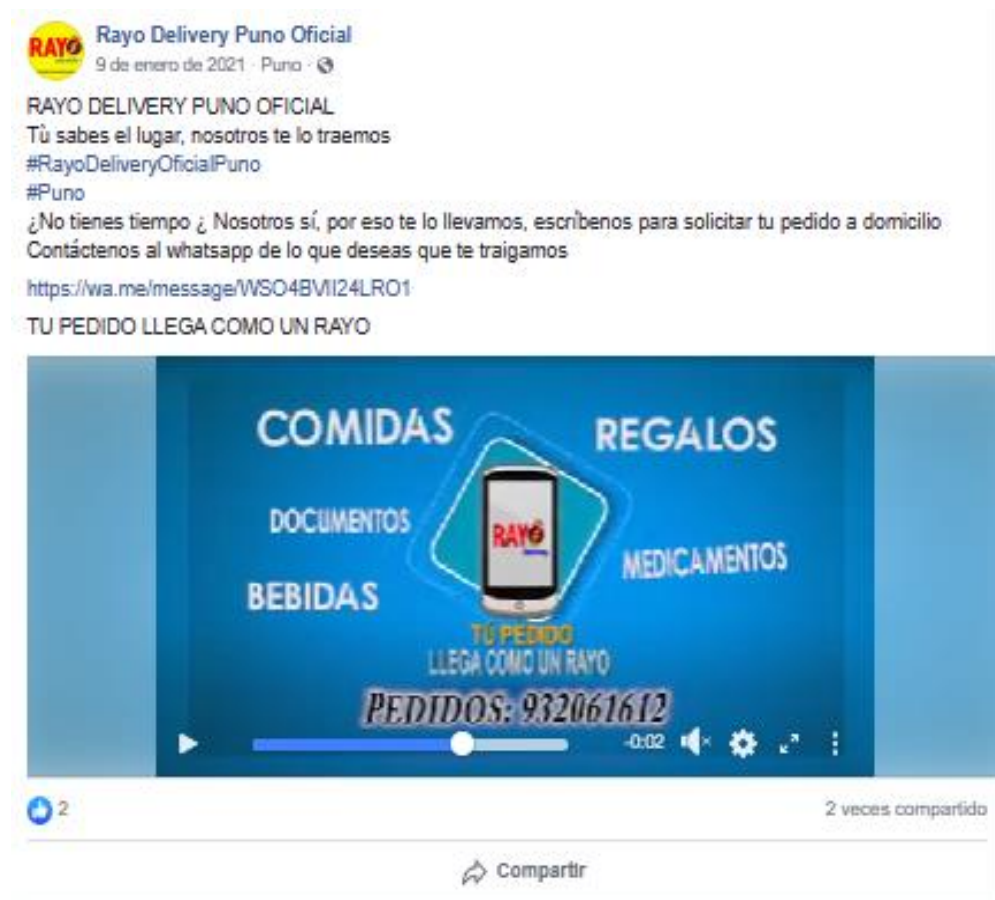 RAYO
Rayo Delivery Puno Oficial
9 de enero de 2021 · Puno ·
RAYO DELIVERY PUNO OFICIAL
Tù sabes el lugar, nosotros te lo traemos
#RayoDeliveryOficialPuno
#Puno
¿No tienes tiempo ¿ Nosotros sí, por eso te lo llevamos, escríbenos para solicitar tu pedido a domicilio
Contáctenos al whatsapp de lo que deseas que te traigamos
https://wa.me/message/WSO4BVII24LRO1
TU PEDIDO LLEGA COMO UN RAYO
COMIDAS
REGALOS
DOCUMENTOS
RAYO
MEDICAMENTOS
BEBIDAS
TÚ PEDIDO
LLEGA COMO UN RAYO
PEDIDOS: 932061612
-0:02
2
2 veces compartido
Compartir